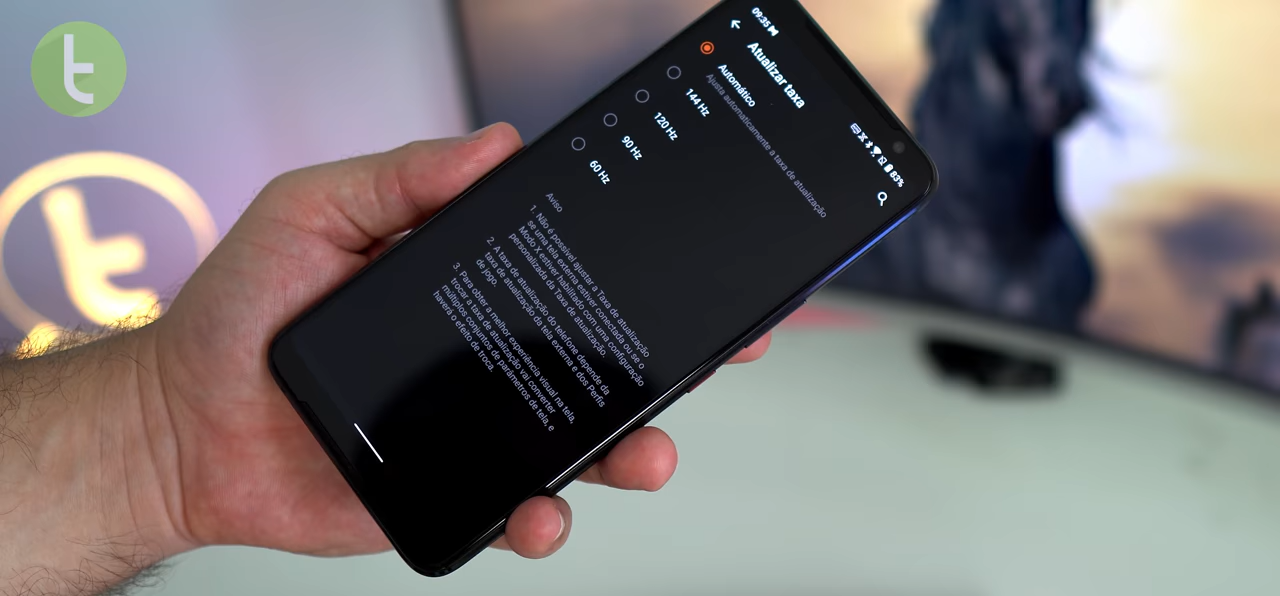 t
t
09:35
83%
Atualizar taxa
Automático
Ajusta automaticamente a taxa de atualização
144 Hz
120 Hz
90 Hz
60 Hz
Aviso
1. Não é possível ajustar a Taxa de atualização
se uma tela externa estiver conectada ou se o
Modo X estiver habilitado com uma configuração
personalizada da Taxa de atualização.
2. A taxa de atualização do telefone depende da
taxa de atualização da tela externa e dos Perfis
de jogo.
3. Para obter a melhor experiência visual na tela,
trocar a taxa de atualização vai converter
múltiplos conjuntos de parâmetros de tela, e
haverá o efeito de troca.